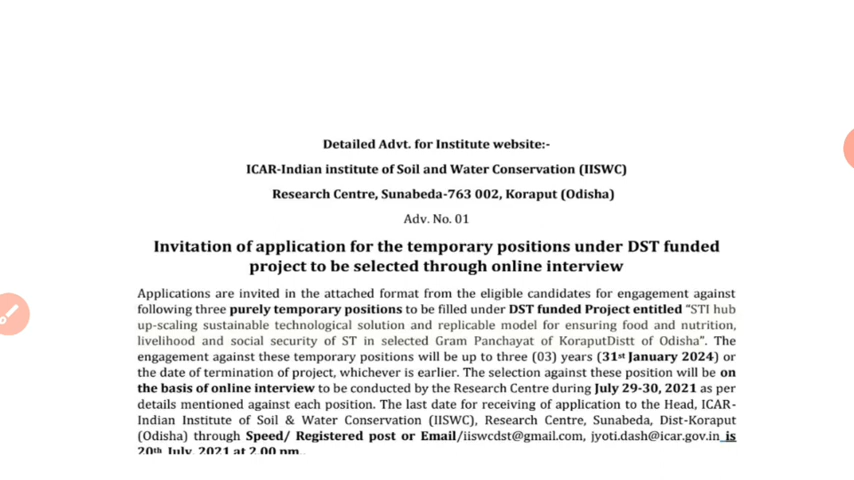 Detailed Advt. for Institute website:-
ICAR-Indian institute of Soil and Water Conservation (IISWC)
Research Centre, Sunabeda-763 002, Koraput (Odisha)
Adv. No. 01
Invitation of application for the temporary positions under DST funded
project to be selected through online interview
Applications are invited in the attached format from the eligible candidates for engagement against
following three purely temporary positions to be filled under DST funded Project entitled "STI hub
up-scaling sustainable technological solution and replicable model for ensuring food and nutrition,
livelihood and social security of ST in selected Gram Panchayat of KoraputDistt of Odisha". The
engagement against these temporary positions will be up to three (03) years (31st January 2024) or
the date of termination of project, whichever is earlier. The selection against these position will be on
the basis of online interview to be conducted by the Research Centre during July 29-30, 2021 as per
details mentioned against each position. The last date for receiving of application to the Head, ICAR-
Indian Institute of Soil & Water Conservation (IISWC), Research Centre, Sunabeda, Dist-Koraput
(Odisha) through Speed/ Registered post or Email/iiswcdst@gmail.com, jyoti.dash@icar.gov.in is
20th July, 2021 at 2.00 pm..